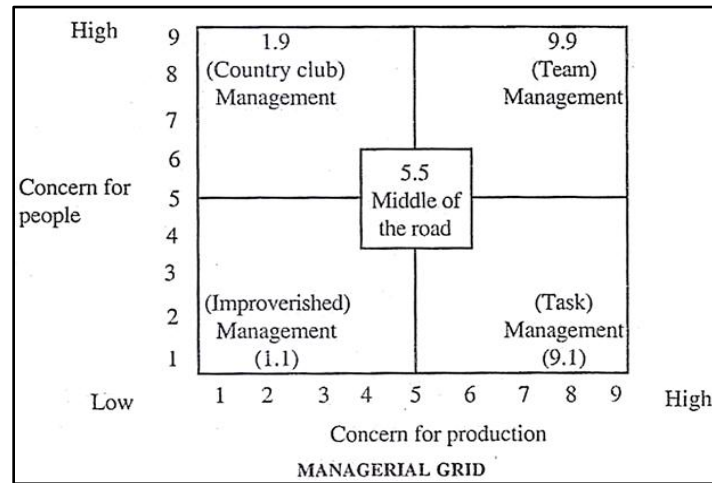 High
9
1.9
9.9
8
(Country club)
(Team)
Management
Management
7
6
5.5
Concern for
people
5
Middle of
the road
4
3
(Improverished)
(Task)
2
Management
Management
1
(1.1)
(9.1)
Low
1 2 3 4 5 6 7 8 9
High
Concern for production
MANAGERIAL GRID